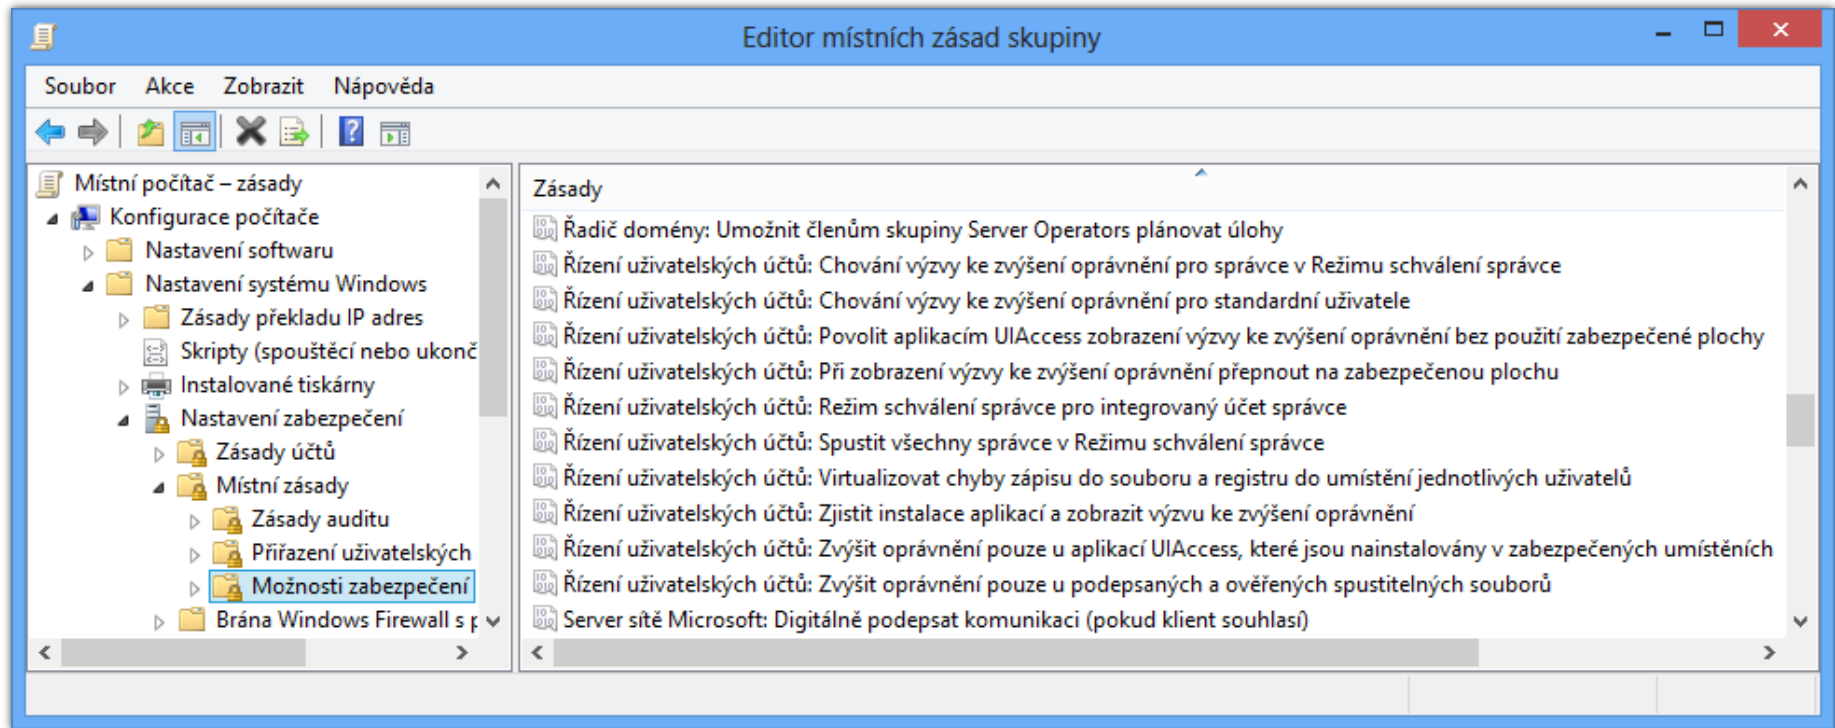 Editor místních zásad skupiny
Soubor Akce Zobrazit Nápověda
Místní počítač – zásady
Konfigurace počítače
Nastavení softwaru
Nastavení systému Windows
Zásady překladu IP adres
Skripty (spouštěcí nebo ukonč
Instalované tiskárny
Nastavení zabezpečení
Zásady účtů
Místní zásady
Zásady auditu
Přiřazení uživatelských
Možnosti zabezpečení
Brána Windows Firewall s p
Zásady
Řadič domény: Umožnit členům skupiny Server Operators plánovat úlohy
Řízení uživatelských účtů: Chování výzvy ke zvýšení oprávnění pro správce v Režimu schválení správce
Řízení uživatelských účtů: Chování výzvy ke zvýšení oprávnění pro standardní uživatele
Řízení uživatelských účtů: Povolit aplikacím UIAccess zobrazení výzvy ke zvýšení oprávnění bez použití zabezpečené plochy
Řízení uživatelských účtů: Při zobrazení výzvy ke zvýšení oprávnění přepnout na zabezpečenou plochu
Řízení uživatelských účtů: Režim schválení správce pro integrovaný účet správce
Řízení uživatelských účtů: Spustit všechny správce v Režimu schválení správce
Řízení uživatelských účtů: Virtualizovat chyby zápisu do souboru a registru do umístění jednotlivých uživatelů
Řízení uživatelských účtů: Zjistit instalace aplikací a zobrazit výzvu ke zvýšení oprávnění
Řízení uživatelských účtů: Zvýšit oprávnění pouze u aplikací UIAccess, které jsou nainstalovány v zabezpečených umístěních
Řízení uživatelských účtů: Zvýšit oprávnění pouze u podepsaných a ověřených spustitelných souborů
Server sítě Microsoft: Digitálně podepsat komunikaci (pokud klient souhlasí)